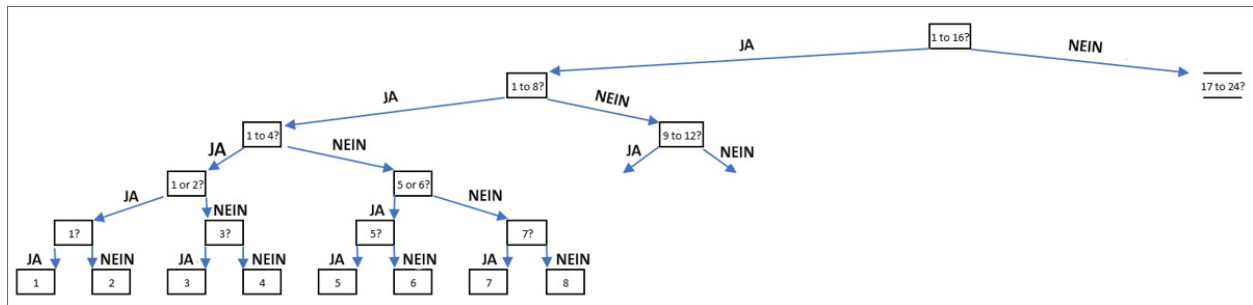 1 to 16?
JA
NEIN
1 to 8?
17 to 24?
JA
NEIN
1 to 4?
9 to 12?
JA
NEIN
JA
NEIN
1 or 2?
5 or 6?
JA
NEIN
JA
NEIN
1?
3?
5?
7?
JA
NEIN
JA
NEIN
JA
NEIN
JA
NEIN
1
2
3
4
5
6
7
8